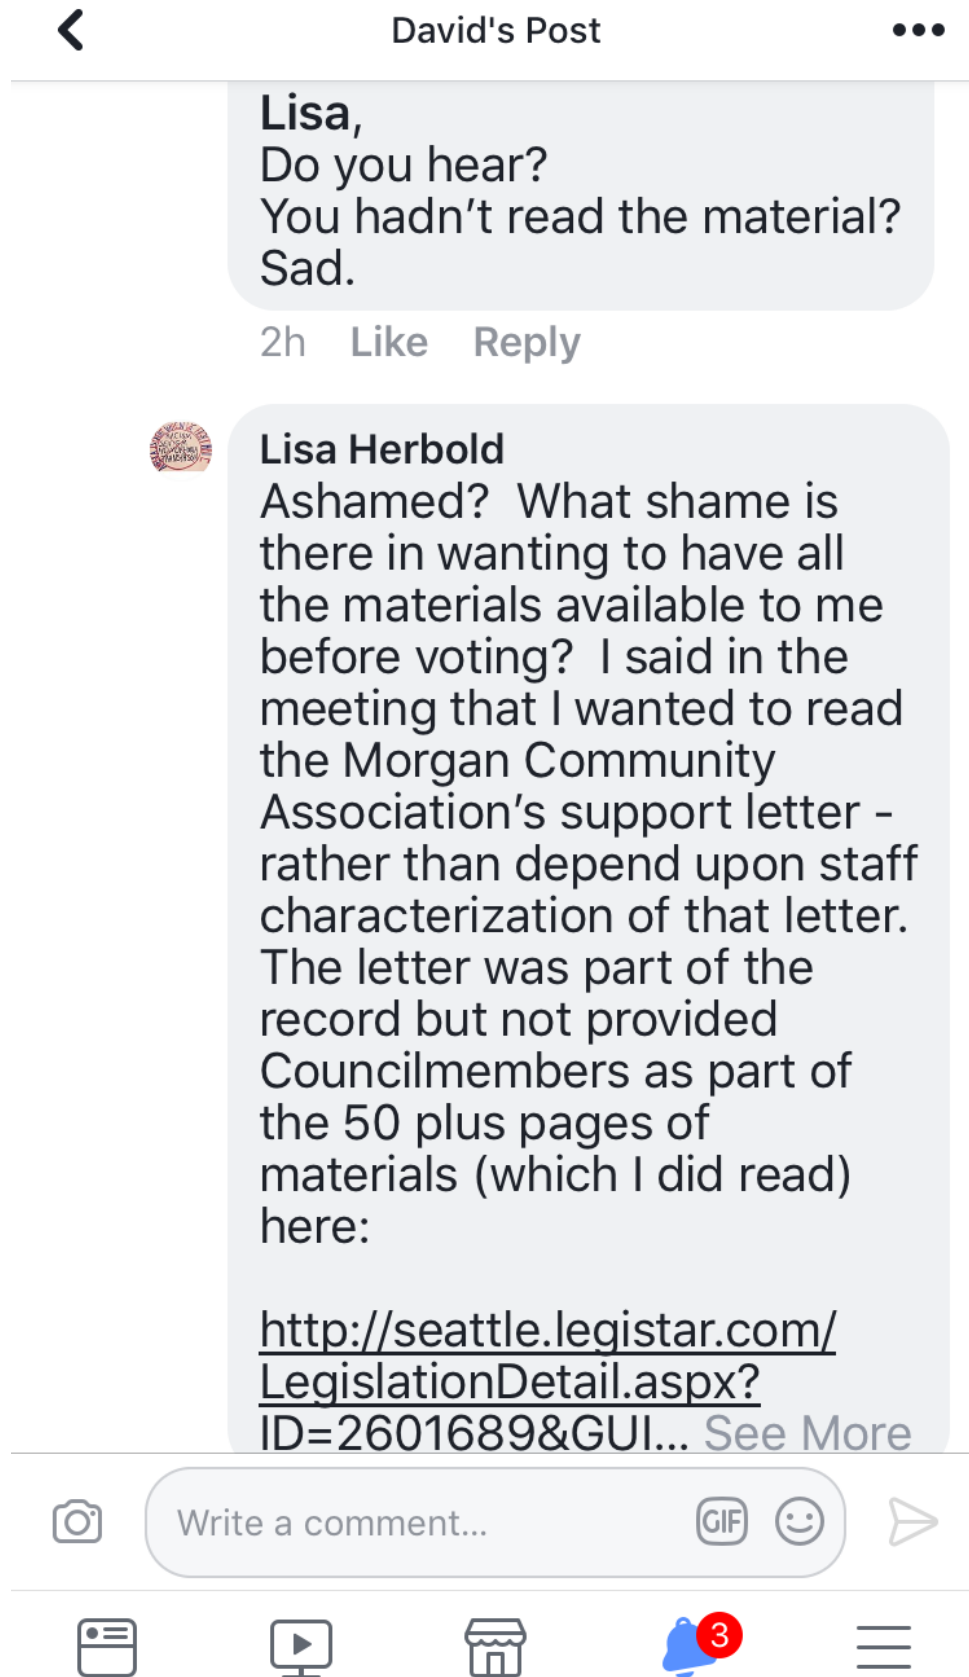 David's Post
Lisa,
Do you hear?
You hadn't read the material?
Sad.
2h Like Reply
Lisa Herbold
Ashamed?  What shame is
there in wanting to have all
the materials available to me
before voting?  I said in the
meeting that I wanted to read
the Morgan Community
Association's support letter -
rather than depend upon staff
characterization of that letter.
The letter was part of the
record but not provided
Councilmembers as part of
the 50 plus pages of
materials (which I did read)
here:
http://seattle.legistar.com/
LegislationDetail.aspx?
ID=2601689&GUI... See More
Write a comment...
GIF
3